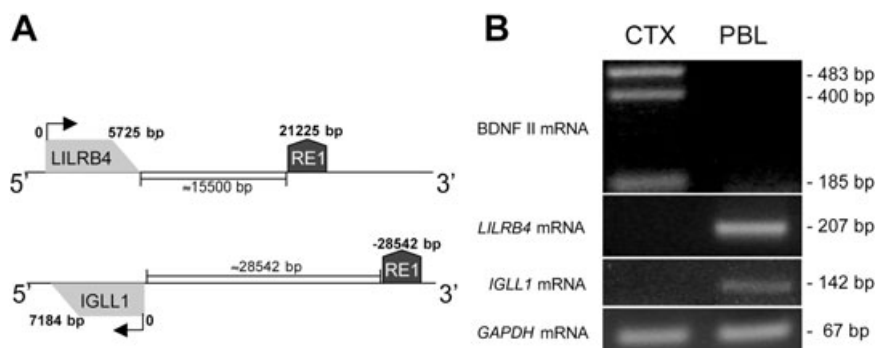 A
0 5725 bp 21225 bp
LILRB4 RE1
5’ ≈15500 bp 3’
-28542 bp
≈28542 bp RE1
5’ 3’
IGLL1
7184 bp 0
B
CTX PBL
- 483 bp
- 400 bp
BDNF II mRNA
- 185 bp
LILRB4 mRNA - 207 bp
IGLL1 mRNA - 142 bp
GAPDH mRNA - 67 bp